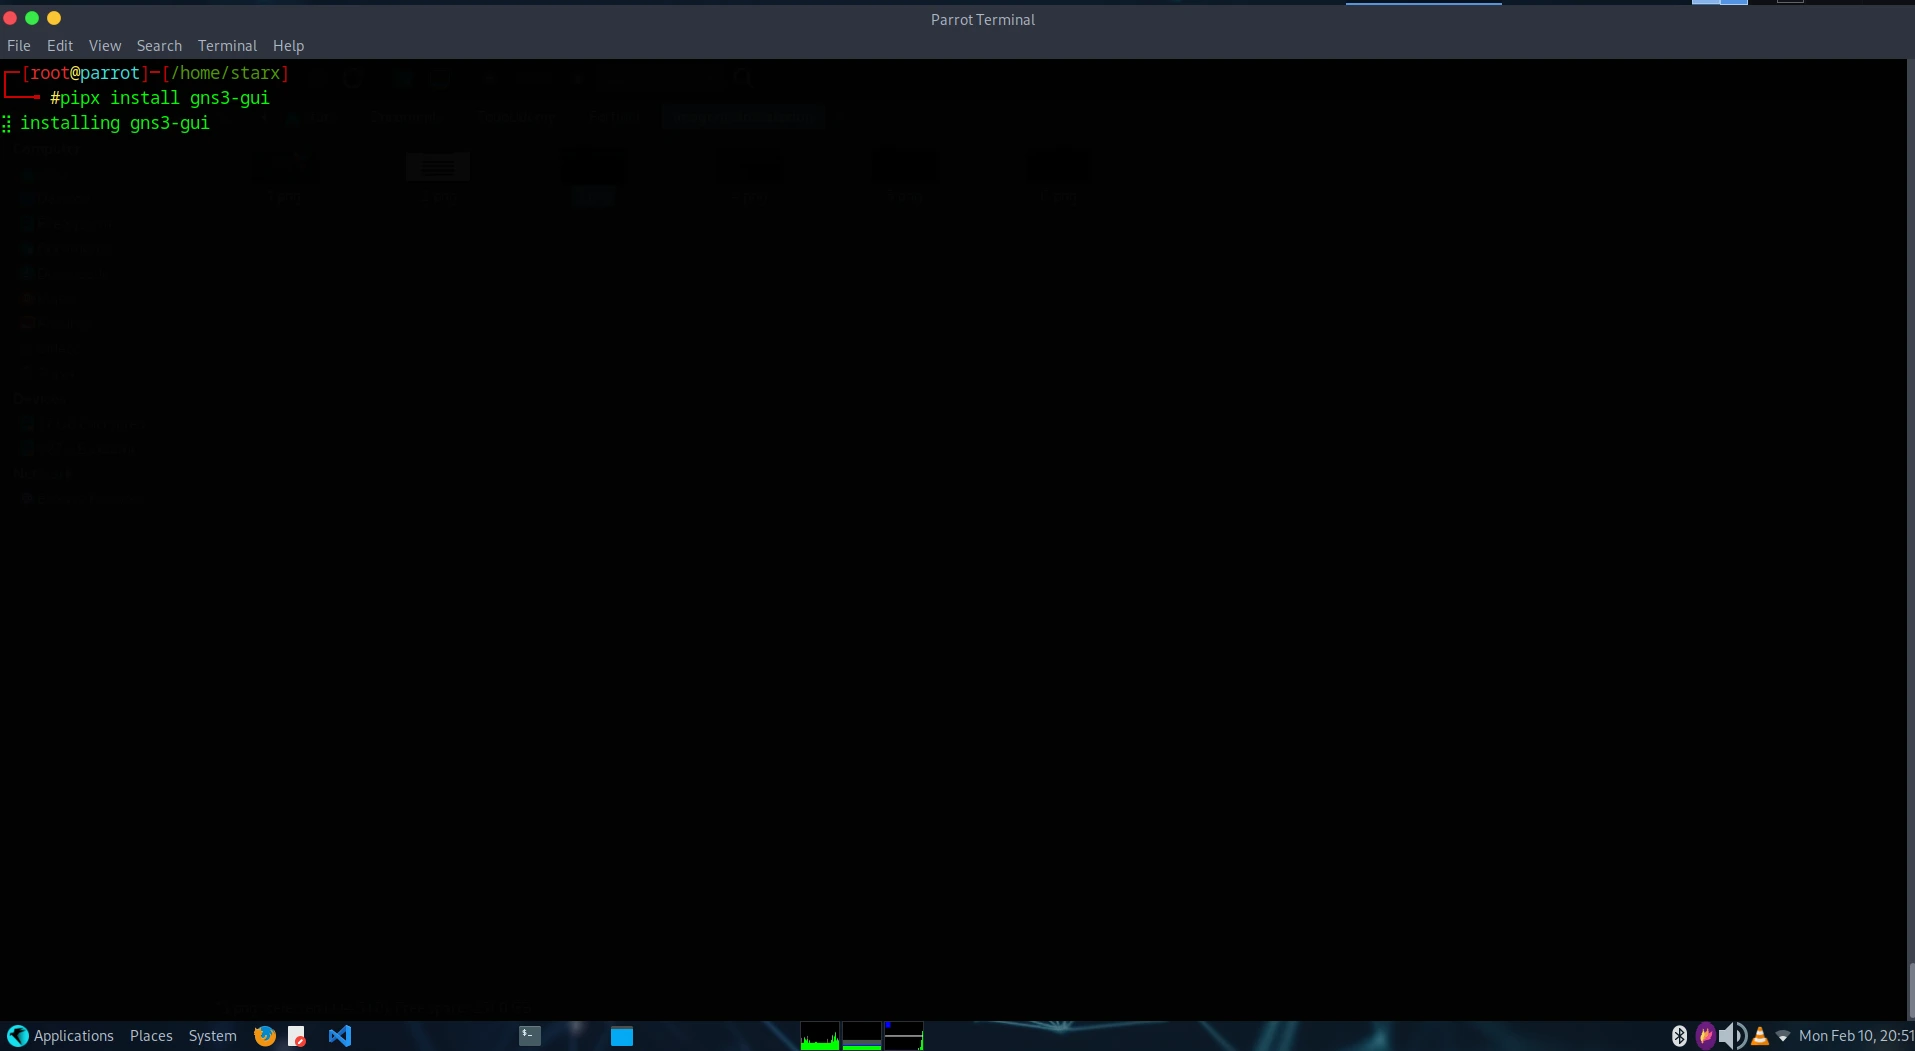 Parrot Terminal
File Edit View Search Terminal Help
[root@parrot]─[/home/starx]
#pipx install gns3-gui
⣽ installing gns3-gui
Applications Places System Mon Feb 10, 20:51